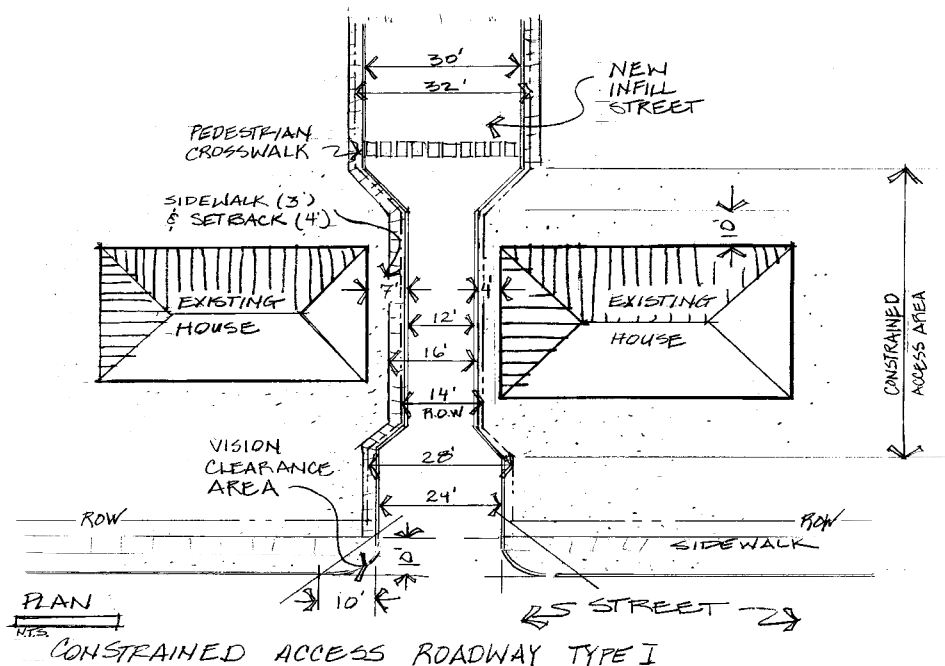 30'
32'
NEW
INFILL
STREET
PEDESTRIAN
CROSSWALK
SIDEWALK (3')
& SETBACK (4')
10'
7'
4'
EXISTING
HOUSE
EXISTING
HOUSE
12'
16'
14'
R.O.W
CONSTRAINED
ACCESS AREA
VISION
CLEARANCE
AREA
28'
24'
ROW
ROW
SIDEWALK
10'
10'
S STREET
PLAN
N.T.S.
CONSTRAINED ACCESS ROADWAY TYPE I